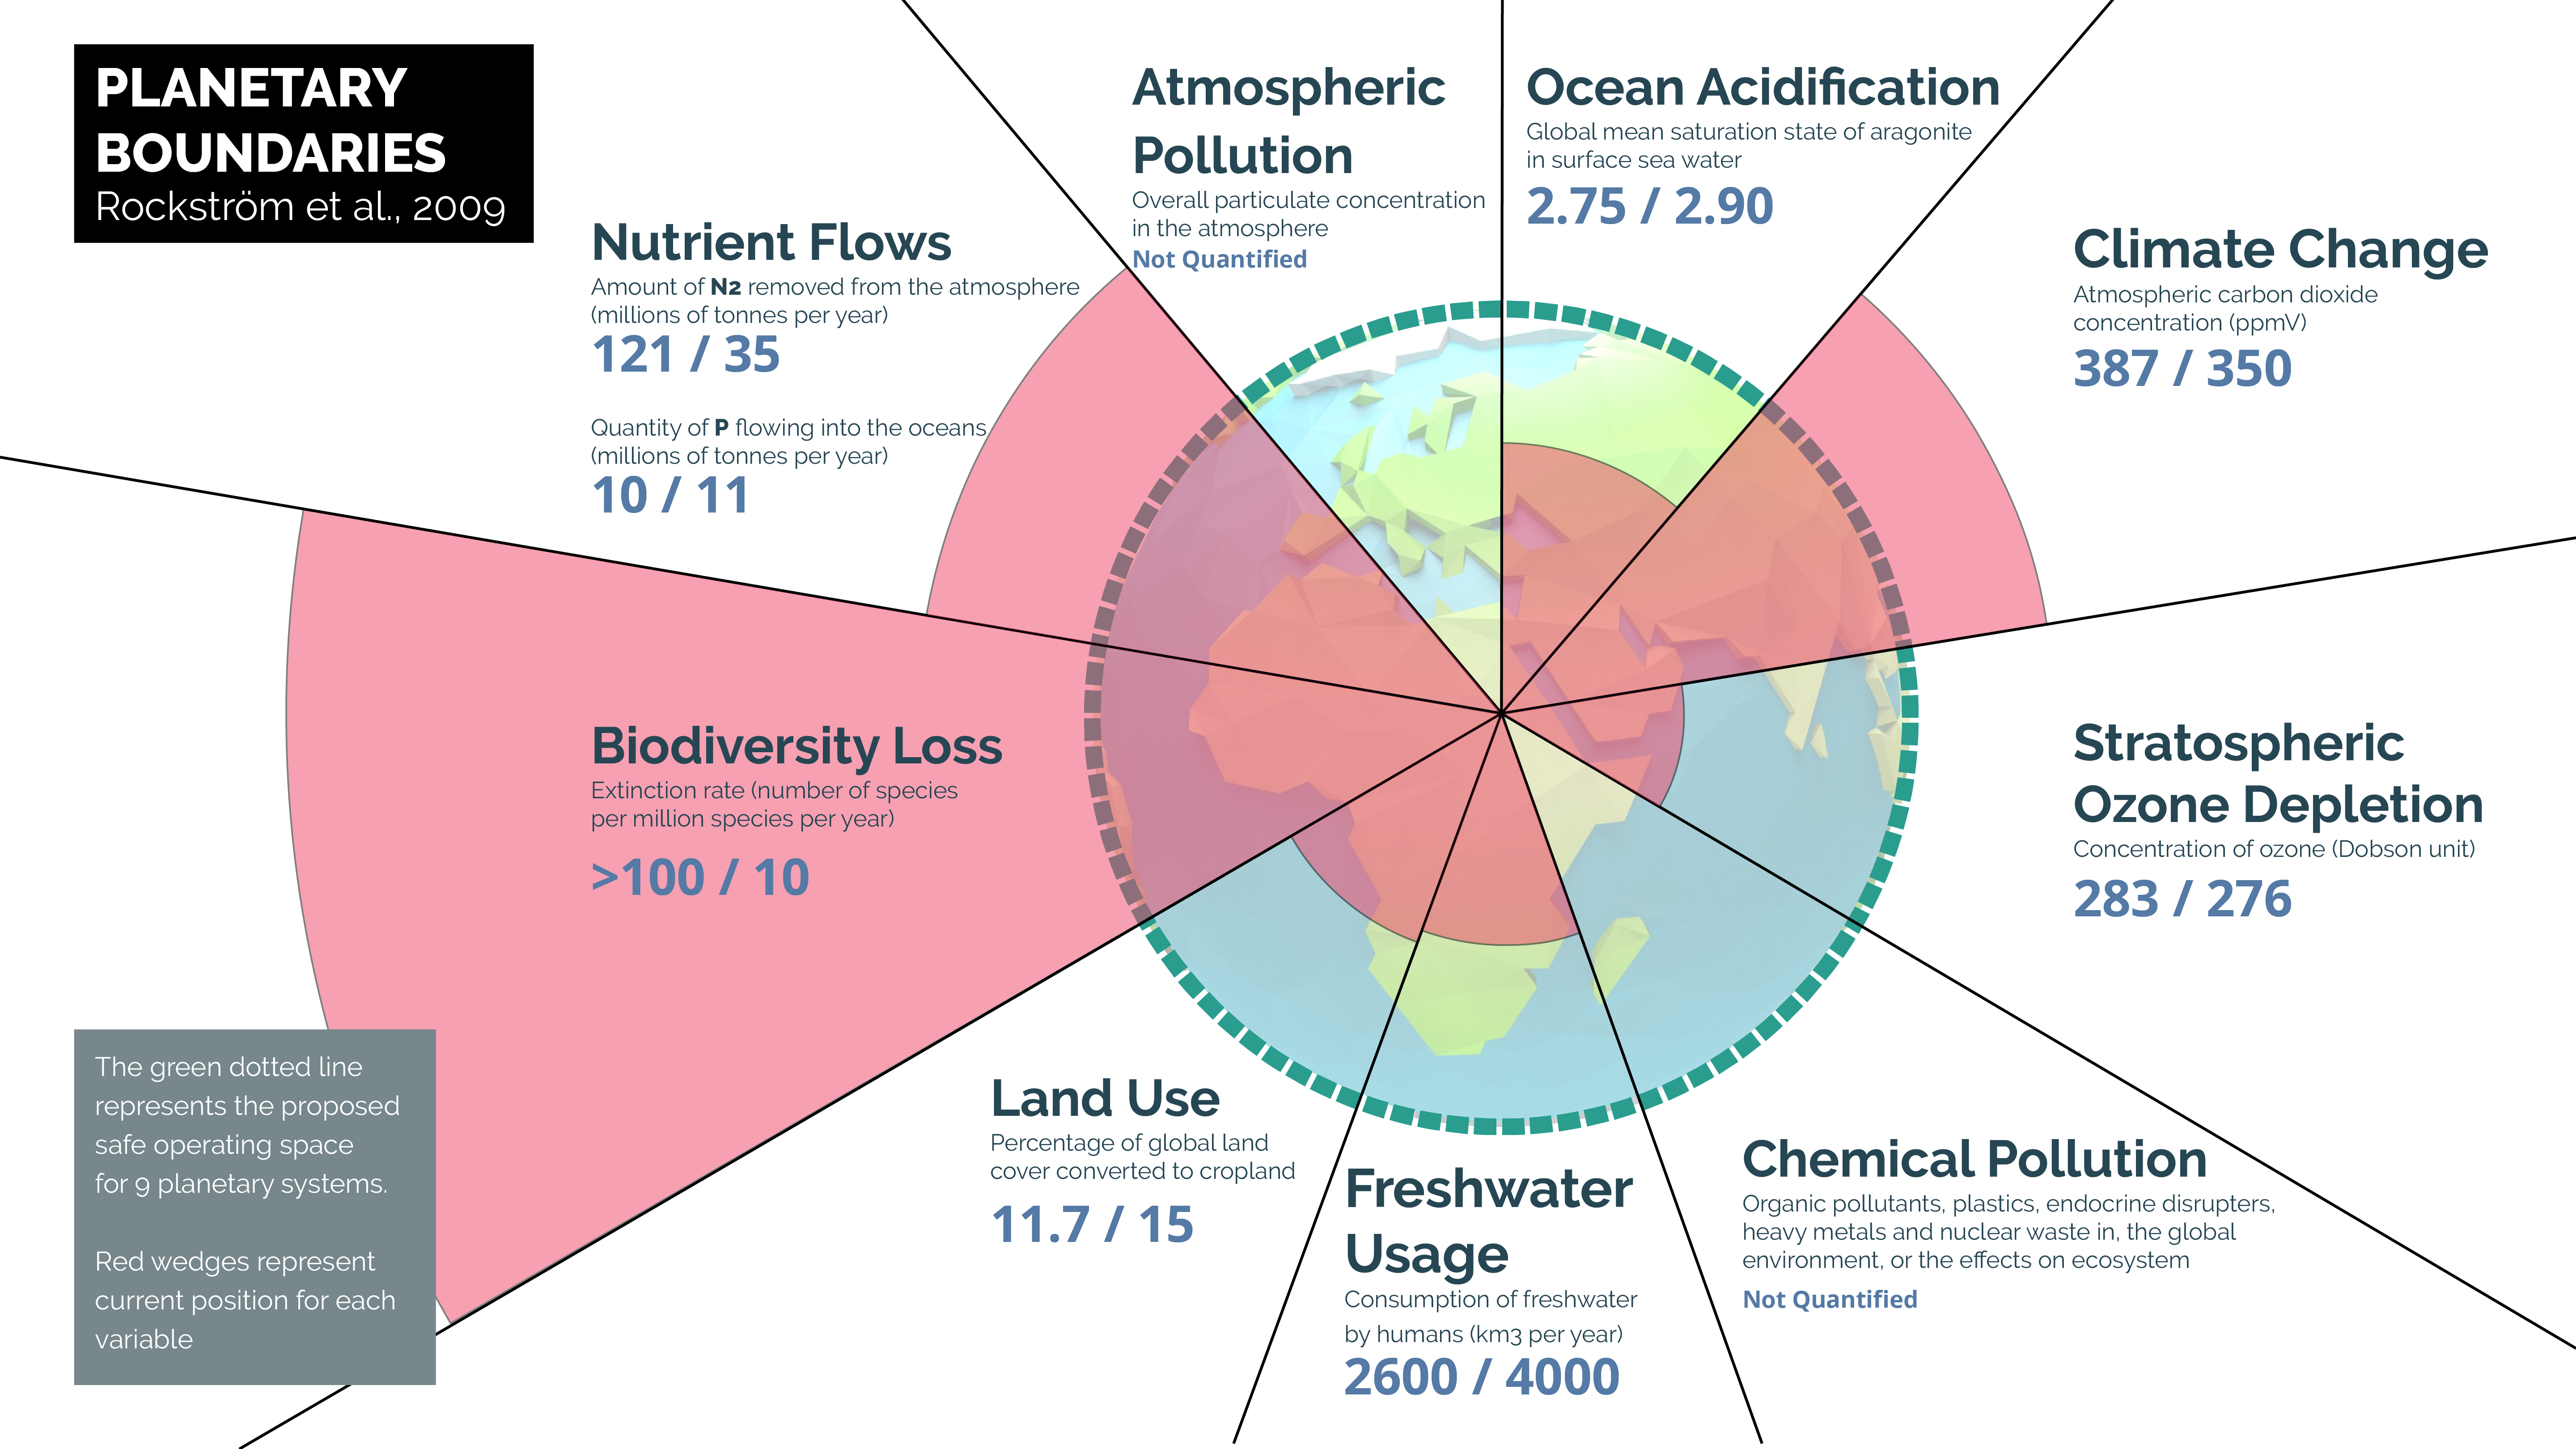 PLANETARY
BOUNDARIES
Rockström et al., 2009
Nutrient Flows
Amount of N2 removed from the atmosphere
(millions of tonnes per year)
121 / 35
Quantity of P flowing into the oceans
(millions of tonnes per year)
10 / 11
Atmospheric
Pollution
Overall particulate concentration
in the atmosphere
Not Quantified
Ocean Acidification
Global mean saturation state of aragonite
in surface sea water
2.75 / 2.90
Climate Change
Atmospheric carbon dioxide
concentration (ppmV)
387 / 350
Biodiversity Loss
Extinction rate (number of species
per million species per year)
>100 / 10
Stratospheric
Ozone Depletion
Concentration of ozone (Dobson unit)
283 / 276
Land Use
Percentage of global land
cover converted to cropland
11.7 / 15
Freshwater
Usage
Consumption of freshwater
by humans (km3 per year)
2600 / 4000
Chemical Pollution
Organic pollutants, plastics, endocrine disrupters,
heavy metals and nuclear waste in, the global
environment, or the effects on ecosystem
Not Quantified
The green dotted line
represents the proposed
safe operating space
for 9 planetary systems.
Red wedges represent
current position for each
variable